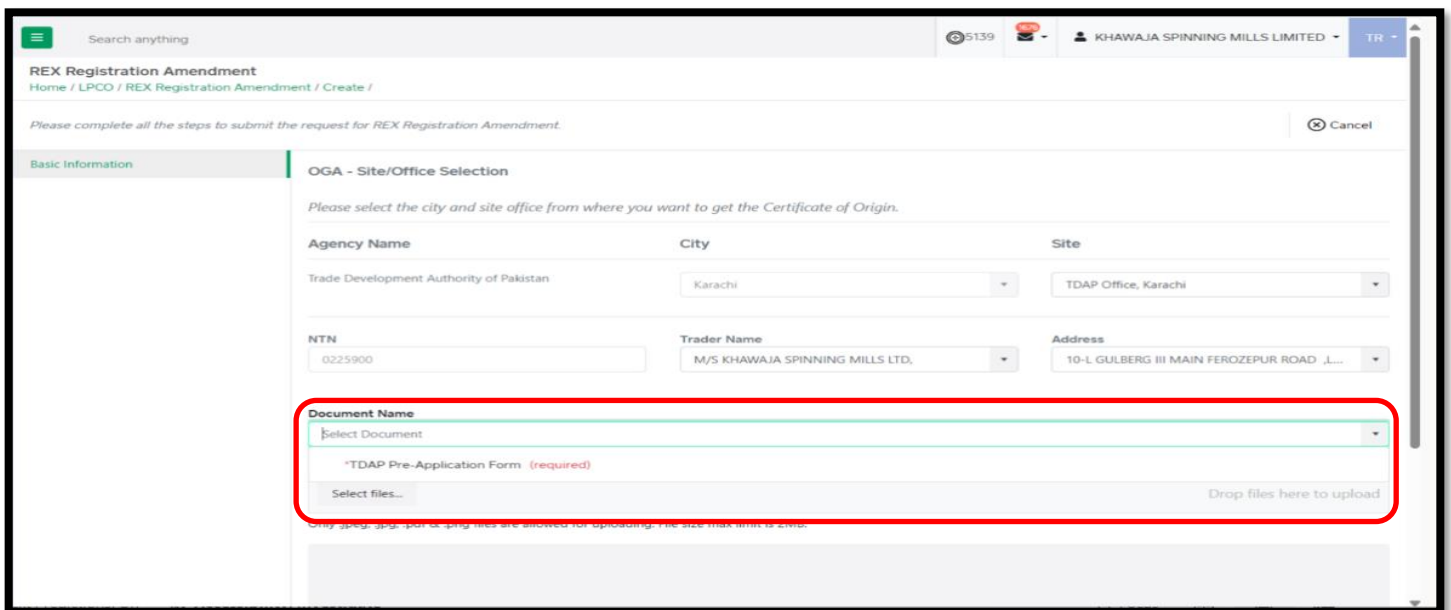 Search anything
5139
1629
KHAWAJA SPINNING MILLS LIMITED
TR
REX Registration Amendment
Home / LPCO / REX Registration Amendment / Create /
Please complete all the steps to submit the request for REX Registration Amendment.
Cancel
Basic Information
OGA - Site/Office Selection
Please select the city and site office from where you want to get the Certificate of Origin.
Agency Name City Site
Trade Development Authority of Pakistan Karachi TDAP Office, Karachi
NTN Trader Name Address
0225900 M/S KHAWAJA SPINNING MILLS LTD, 10-L GULBERG III MAIN FEROZEPUR ROAD ,L...
Document Name
Select Document
*TDAP Pre-Application Form (required)
Select files... Drop files here to upload
Only .jpeg, .jpg, .pdf & .png files are allowed for uploading. File size max limit is 2MB.